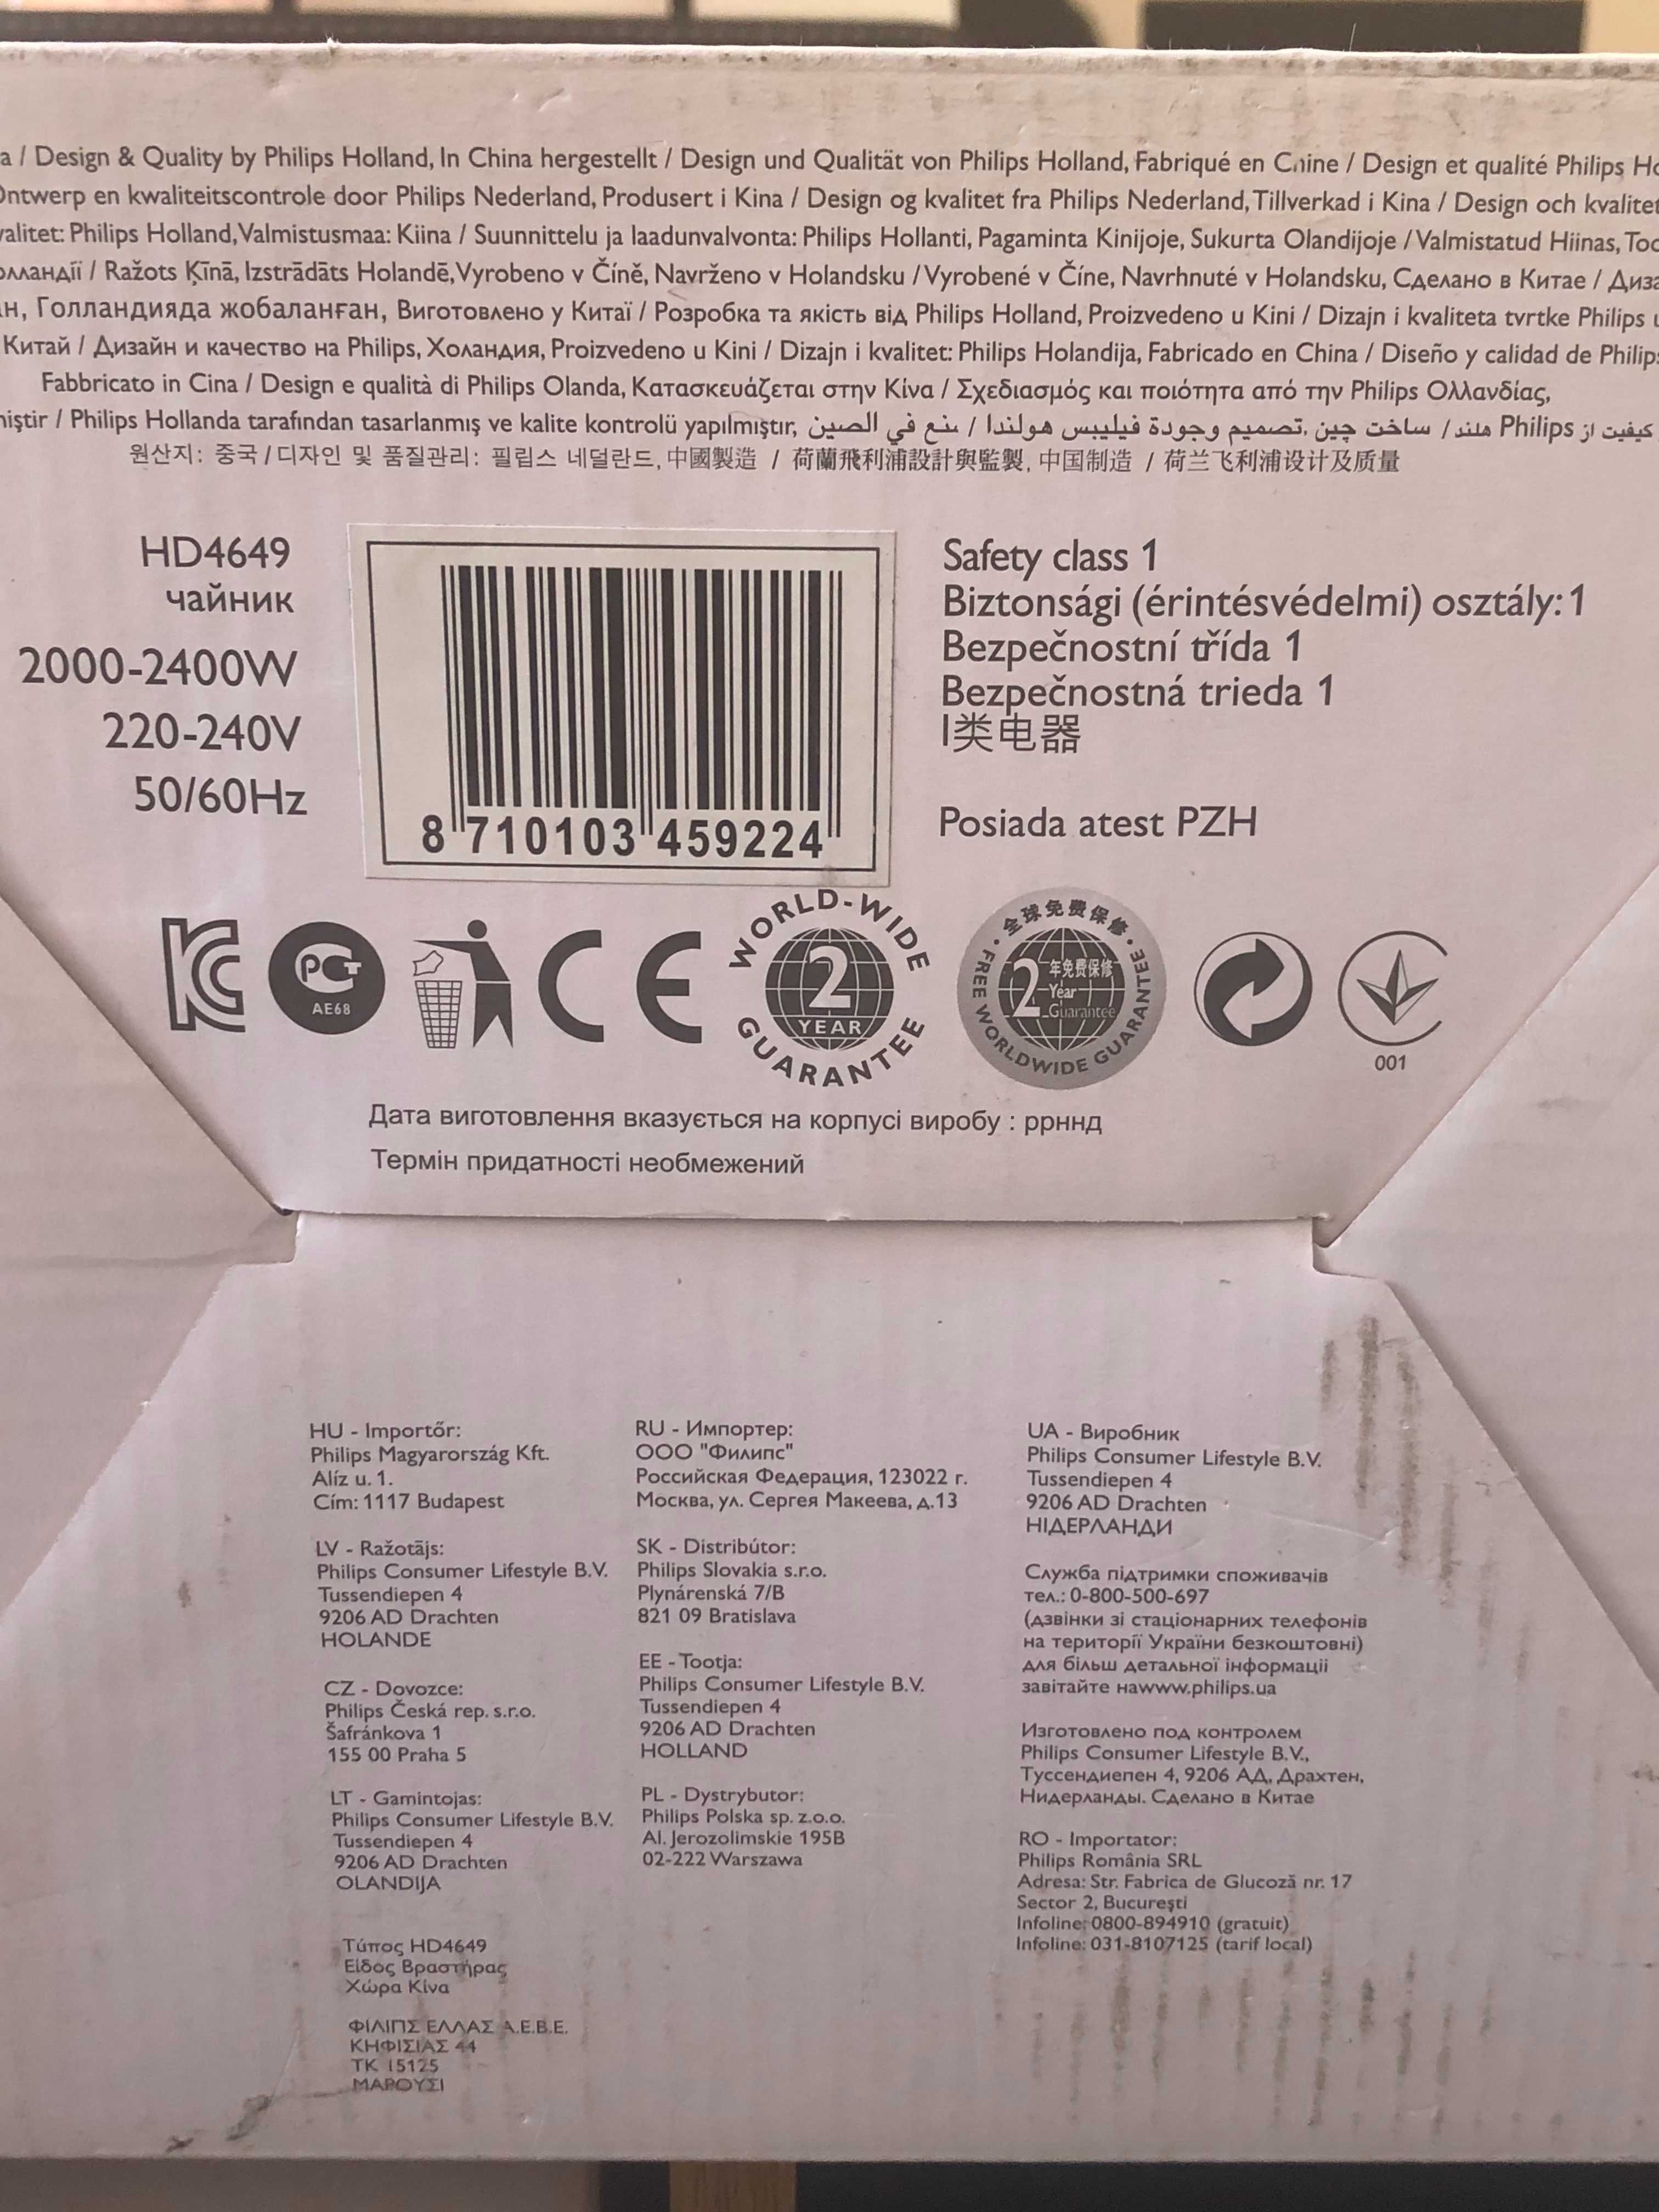 a / Design & Quality by Philips Holland, In China hergestellt / Design und Qualität von Philips Holland, Fabriqué en Chine / Design et qualité Philips Ho
Ontwerp en kwaliteitscontrole door Philips Nederland, Produsert i Kina / Design og kvalitet fra Philips Nederland, Tillverkad i Kina / Design och kvalitet
valitet: Philips Holland, Valmistusmaa: Kiina / Suunnittelu ja laadunvalvonta: Philips Hollanti, Pagaminta Kinijoje, Sukurta Olandijoje / Valmistatud Hiinas, Too
олландії / Ražots Ķīnā, Izstrādāts Holandē, Vyrobeno v Číně, Navrženo v Holandsku / Vyrobené v Číne, Navrhnuté v Holandsku, Сделано в Китае / Диза
н, Голландияда жобаланған, Виготовлено у Китаї / Розробка та якість від Philips Holland, Proizvedeno u Kini / Dizajn i kvaliteta tvrtke Philips u
Китай / Дизайн и качество на Philips, Холандия, Proizvedeno u Kini / Dizajn i kvalitet: Philips Holandija, Fabricado en China / Diseño y calidad de Philips
Fabbricato in Cina / Design e qualità di Philips Olanda, Κατασκευάζεται στην Κίνα / Σχεδιασμός και ποιότητα από την Philips Ολλανδίας,
miştir / Philips Hollanda tarafından tasarlanmış ve kalite kontrolü yapılmıştır, صنع في الصين / تصميم وجودة فيليبس هولندا, ساخت چین / کیفیت از Philips هلند
원산지: 중국 / 디자인 및 품질관리: 필립스 네덜란드, 中國製造 / 荷蘭飛利浦設計與監製, 中国制造 / 荷兰飞利浦设计及质量
HD4649
чайник
2000-2400W
220-240V
50/60Hz
8 710103 459224
Safety class 1
Biztonsági (érintésvédelmi) osztály: 1
Bezpečnostní třída 1
Bezpečnostná trieda 1
I类电器
Posiada atest PZH
KC
РСТ
AE68
CE
WORLD-WIDE
2
YEAR
GUARANTEE
全球免费保修
2
年免费保修
Year
Guarantee
FREE WORLDWIDE GUARANTEE
001
Дата виготовлення вказується на корпусі виробу : ррннд
Термін придатності необмежений
HU - Importőr:
Philips Magyarország Kft.
Alíz u. 1.
Cím: 1117 Budapest
LV - Ražotājs:
Philips Consumer Lifestyle B.V.
Tussendiepen 4
9206 AD Drachten
HOLANDE
CZ - Dovozce:
Philips Česká rep. s.r.o.
Šafránkova 1
155 00 Praha 5
LT - Gamintojas:
Philips Consumer Lifestyle B.V.
Tussendiepen 4
9206 AD Drachten
OLANDIJA
Τύπος HD4649
Είδος Βραστήρας
Χώρα Κίνα
ΦΙΛΙΠΣ ΕΛΛΑΣ Α.Ε.Β.Ε.
ΚΗΦΙΣΙΑΣ 44
ΤΚ 15125
ΜΑΡΟΥΣΙ
RU - Импортер:
ООО "Филипс"
Российская Федерация, 123022 г.
Москва, ул. Сергея Макеева, д.13
SK - Distribútor:
Philips Slovakia s.r.o.
Plynárenská 7/B
821 09 Bratislava
EE - Tootja:
Philips Consumer Lifestyle B.V.
Tussendiepen 4
9206 AD Drachten
HOLLAND
PL - Dystrybutor:
Philips Polska sp. z.o.o.
Al. Jerozolimskie 195B
02-222 Warszawa
UA - Виробник
Philips Consumer Lifestyle B.V.
Tussendiepen 4
9206 AD Drachten
НІДЕРЛАНДИ
Служба підтримки споживачів
тел.: 0-800-500-697
(дзвінки зі стаціонарних телефонів
на території України безкоштовні)
для більш детальної інформації
завітайте наwww.philips.ua
Изготовлено под контролем
Philips Consumer Lifestyle B.V.,
Туссендиепен 4, 9206 АД, Драхтен,
Нидерланды. Сделано в Китае
RO - Importator:
Philips România SRL
Adresa: Str. Fabrica de Glucoză nr. 17
Sector 2, Bucureşti
Infoline: 0800-894910 (gratuit)
Infoline: 031-8107125 (tarif local)